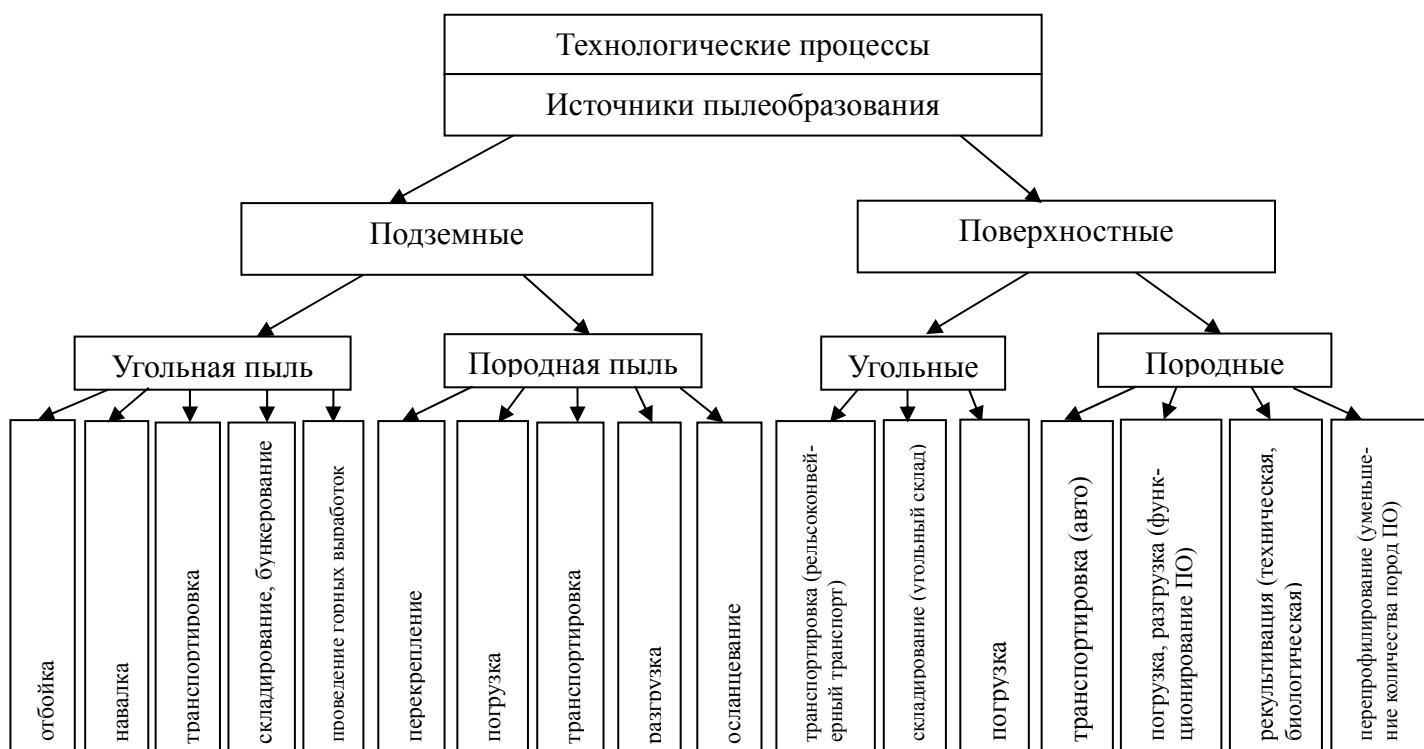 Технологические процессы
Источники пылеобразования
Подземные
Поверхностные
Угольная пыль
Породная пыль
Угольные
Породные
отбойка
навалка
транспортировка
складирование, бункерование
проведение горных выработок
перекрепление
погрузка
транспортировка
разгрузка
осланцевание
транспортировка (рельсоконвей-
ерный транспорт)
складирование (угольный склад)
погрузка
транспортировка (авто)
погрузка, разгрузка (функ-
ционирование ПО)
рекультивация (техническая,
биологическая)
перепрофилирование (уменьше-
ние количества пород ПО)